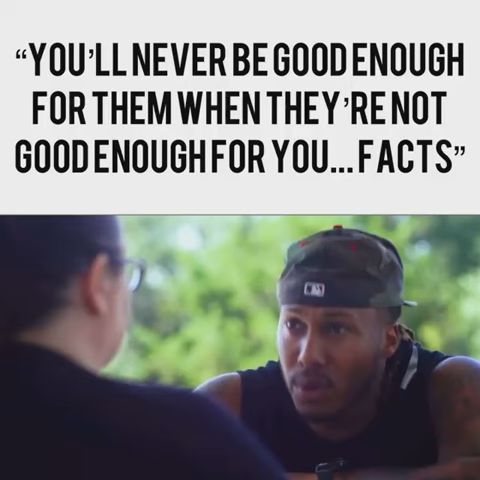 “YOU’LL NEVER BE GOOD ENOUGH
FOR THEM WHEN THEY’RE NOT
GOOD ENOUGH FOR YOU... FACTS”